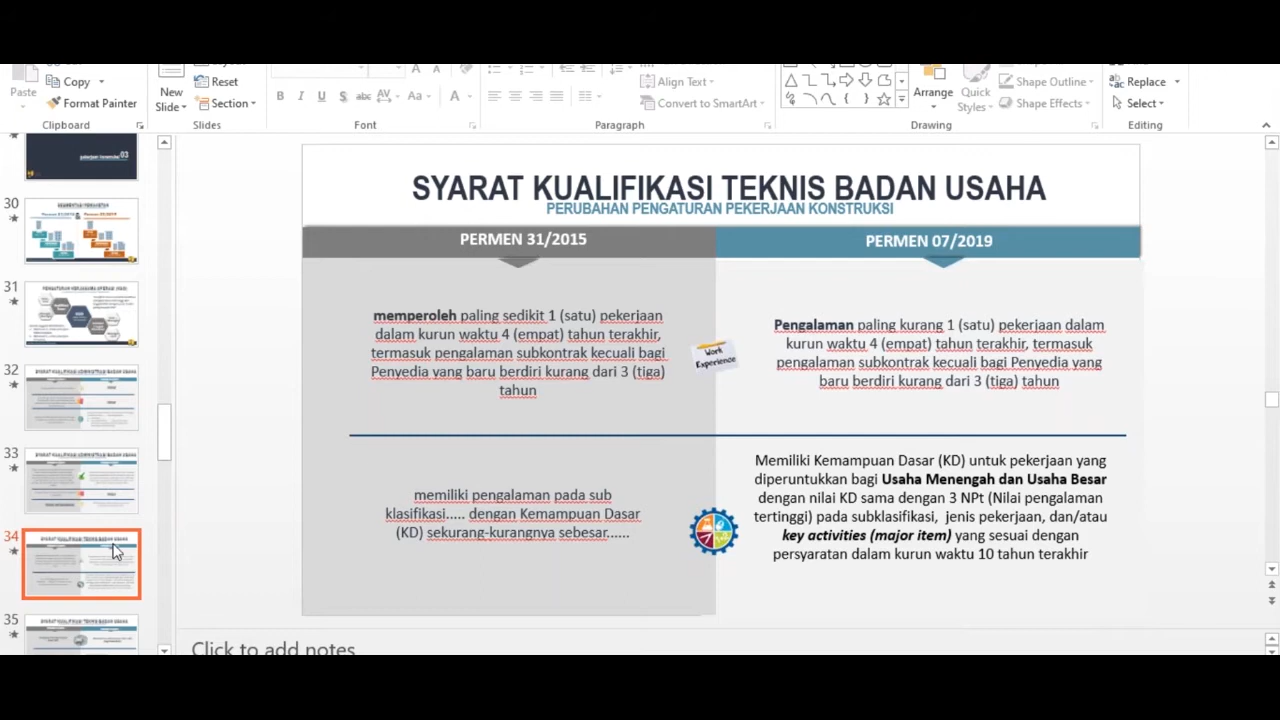 Copy
Reset
Align Text
Replace
Paste
Format Painter
New
Slide
Section
B I U S abc AV Aa A
Convert to SmartArt
Arrange
Quick
Styles
Shape Outline
Shape Effects
Select
Clipboard
Slides
Font
Paragraph
Drawing
Editing
03
30
31
32
33
34
35
SYARAT KUALIFIKASI TEKNIS BADAN USAHA
PERUBAHAN PENGATURAN PEKERJAAN KONSTRUKSI
PERMEN 31/2015
PERMEN 07/2019
memperoleh paling sedikit 1 (satu) pekerjaan
dalam kurun waktu 4 (empat) tahun terakhir,
termasuk pengalaman subkontrak kecuali bagi
Penyedia yang baru berdiri kurang dari 3 (tiga)
tahun
Work
Experience
Pengalaman paling kurang 1 (satu) pekerjaan dalam
kurun waktu 4 (empat) tahun terakhir, termasuk
pengalaman subkontrak kecuali bagi Penyedia yang
baru berdiri kurang dari 3 (tiga) tahun
memiliki pengalaman pada sub
klasifikasi..... dengan Kemampuan Dasar
(KD) sekurang-kurangnya sebesar......
Memiliki Kemampuan Dasar (KD) untuk pekerjaan yang
diperuntukkan bagi Usaha Menengah dan Usaha Besar
dengan nilai KD sama dengan 3 NPt (Nilai pengalaman
tertinggi) pada subklasifikasi, jenis pekerjaan, dan/atau
key activities (major item) yang sesuai dengan
persyaratan dalam kurun waktu 10 tahun terakhir
Click to add notes